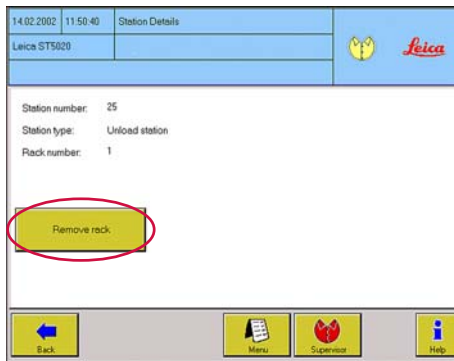 14.02.2002 11:50:40 Station Details
Leica ST5020
Leica
Station number: 25
Station type: Unload station
Rack number: 1
Remove rack
Back Menu Supervisor Help